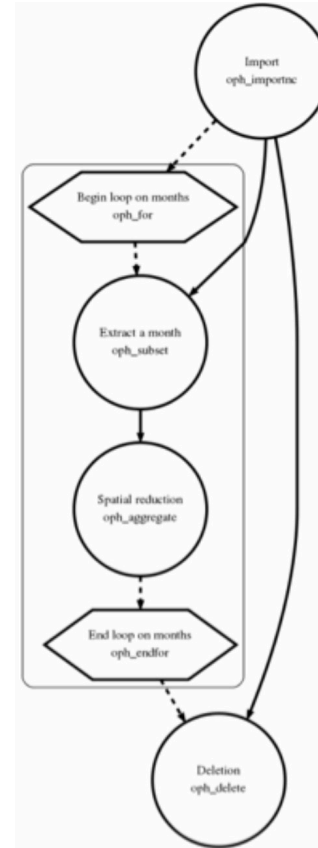 Import
oph_importnc
Begin loop on months
oph_for
Extract a month
oph_subset
Spatial reduction
oph_aggregate
End loop on months
oph_endfor
Deletion
oph_delete